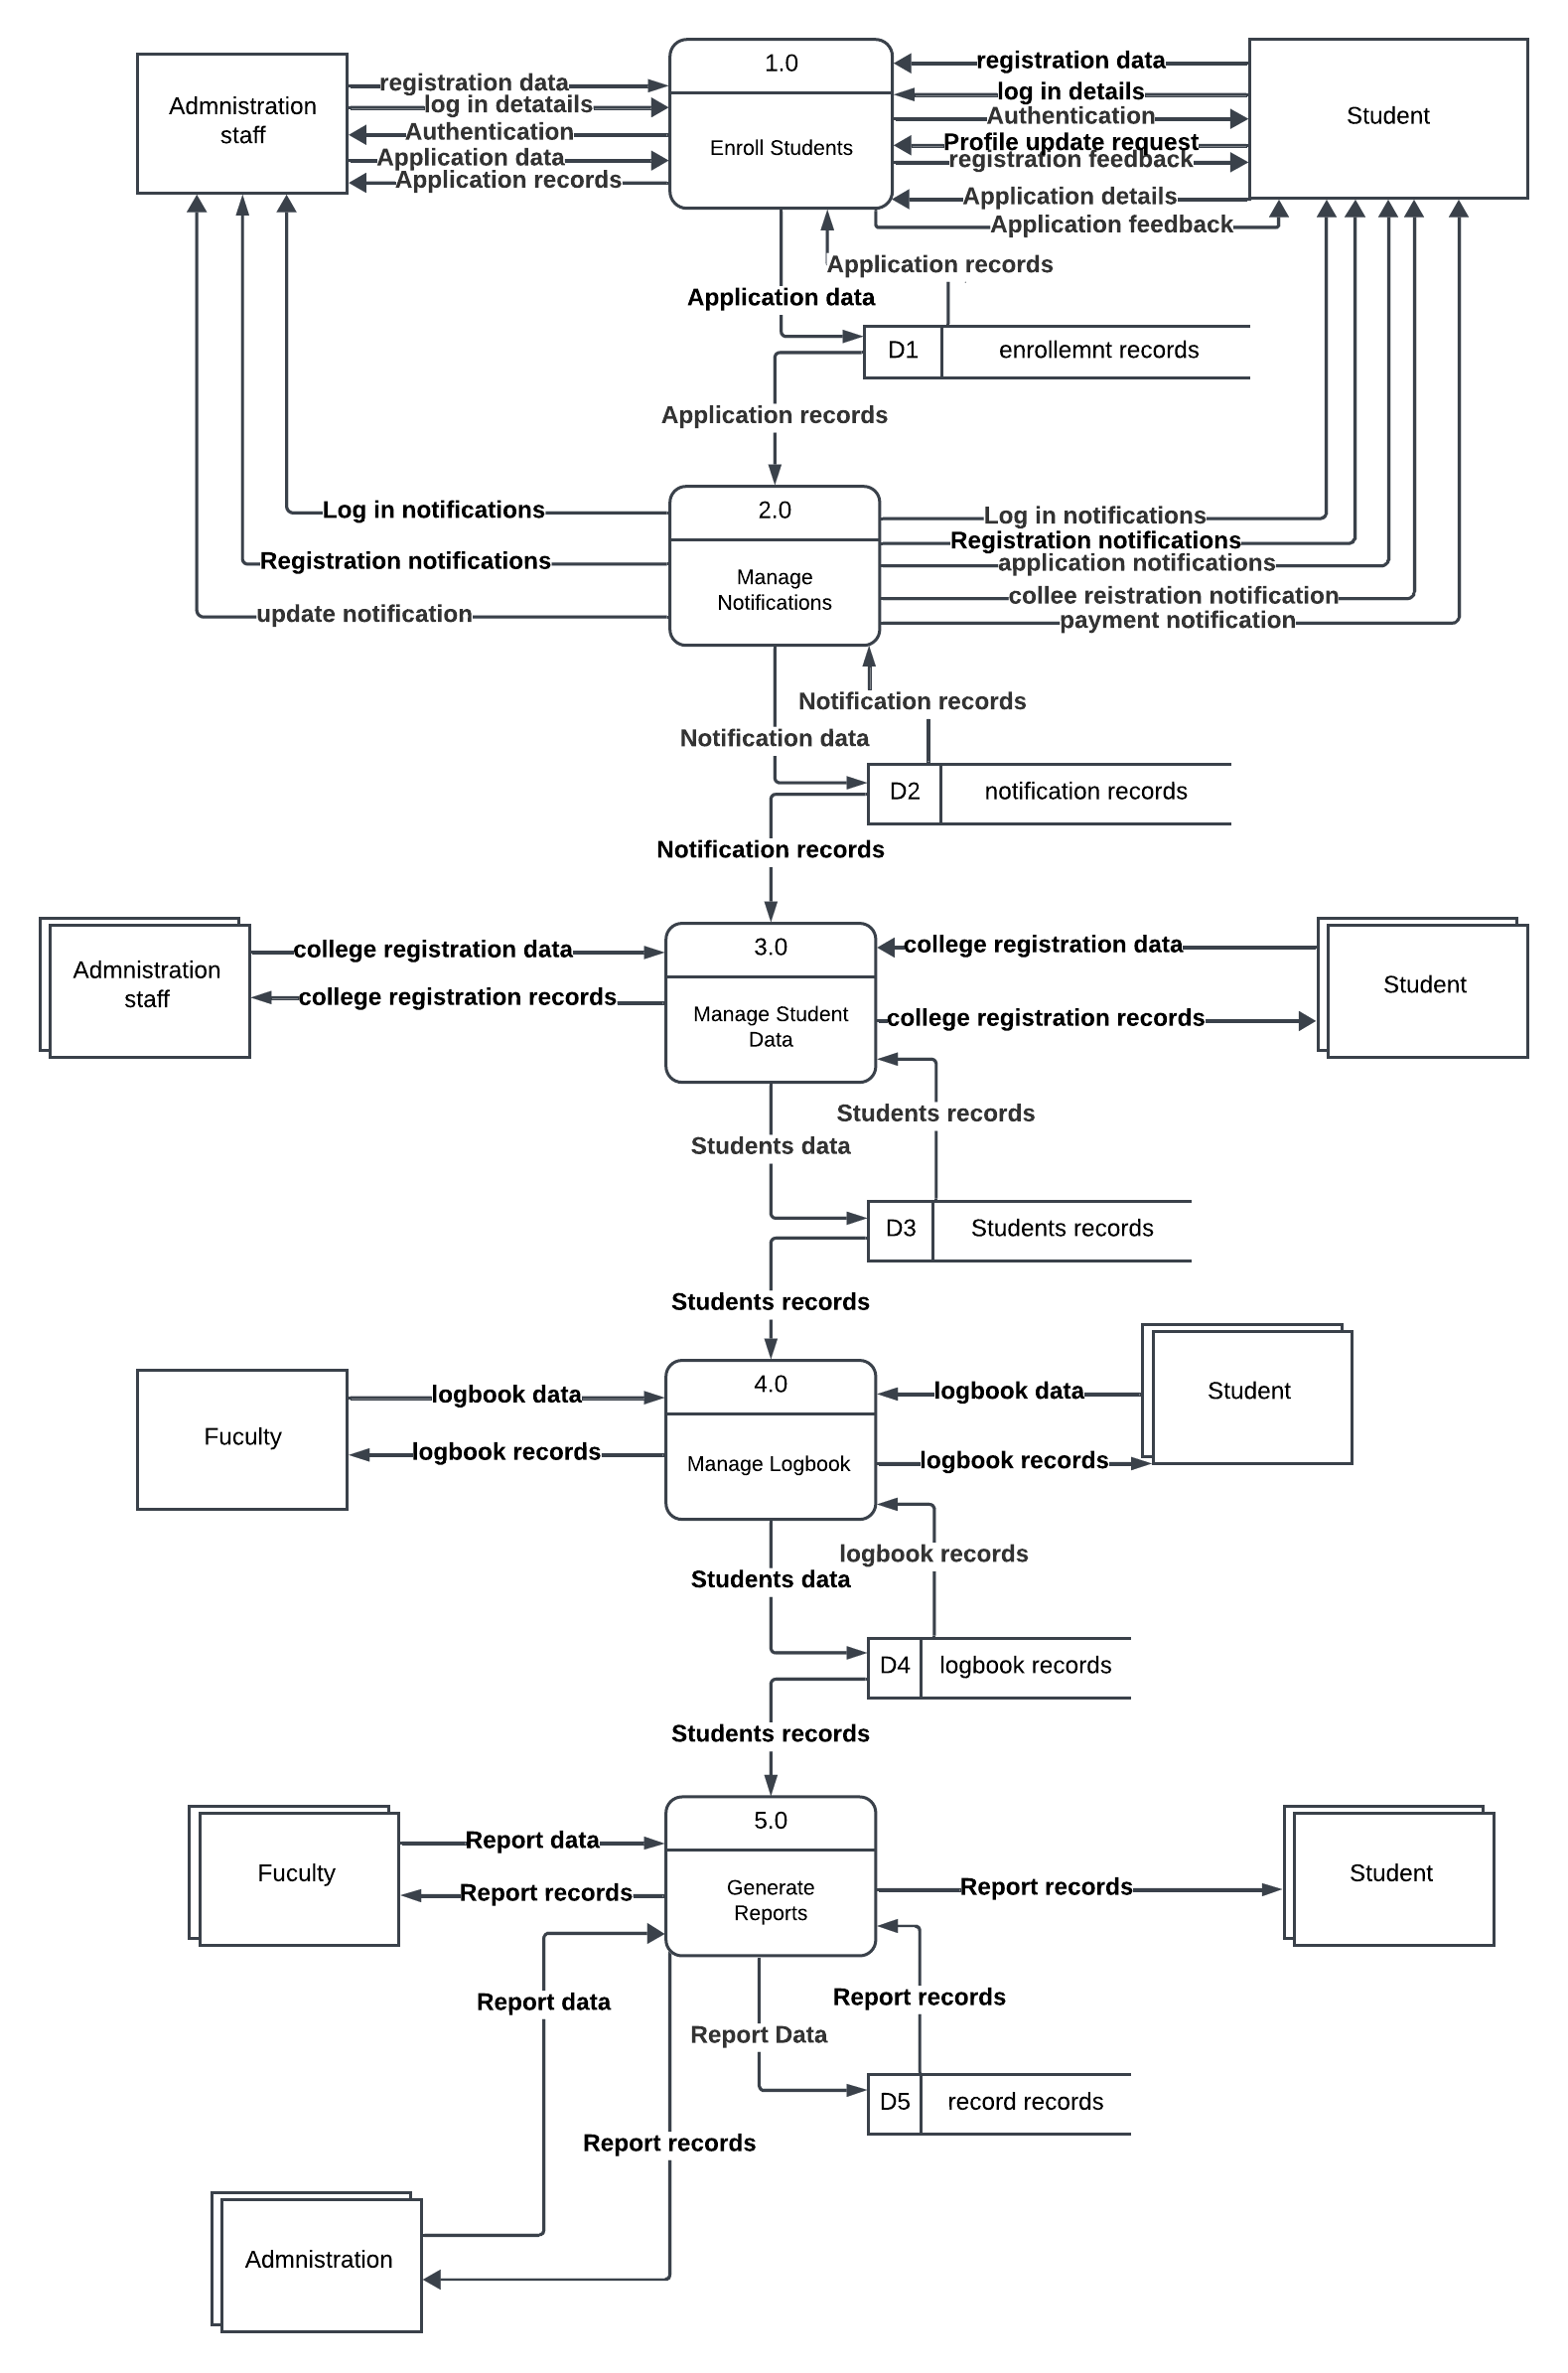 Admnistration
staff
1.0
Enroll Students
Student
registration data
log in detatails
Authentication
Application data
Application records
registration data
log in details
Authentication
Profile update request
registration feedback
Application details
Application feedback
Application records
Application data
D1
enrollemnt records
Application records
2.0
Manage
Notifications
Log in notifications
Registration notifications
update notification
Log in notifications
Registration notifications
application notifications
collee reistration notification
payment notification
Notification records
Notification data
D2
notification records
Notification records
Admnistration
staff
college registration data
college registration records
3.0
Manage Student
Data
college registration data
college registration records
Student
Students records
Students data
D3
Students records
Students records
Fuculty
logbook data
logbook records
4.0
Manage Logbook
logbook data
logbook records
Student
logbook records
Students data
D4
logbook records
Students records
Fuculty
Report data
Report records
5.0
Generate
Reports
Report records
Student
Report data
Report records
Report Data
D5
record records
Report records
Admnistration